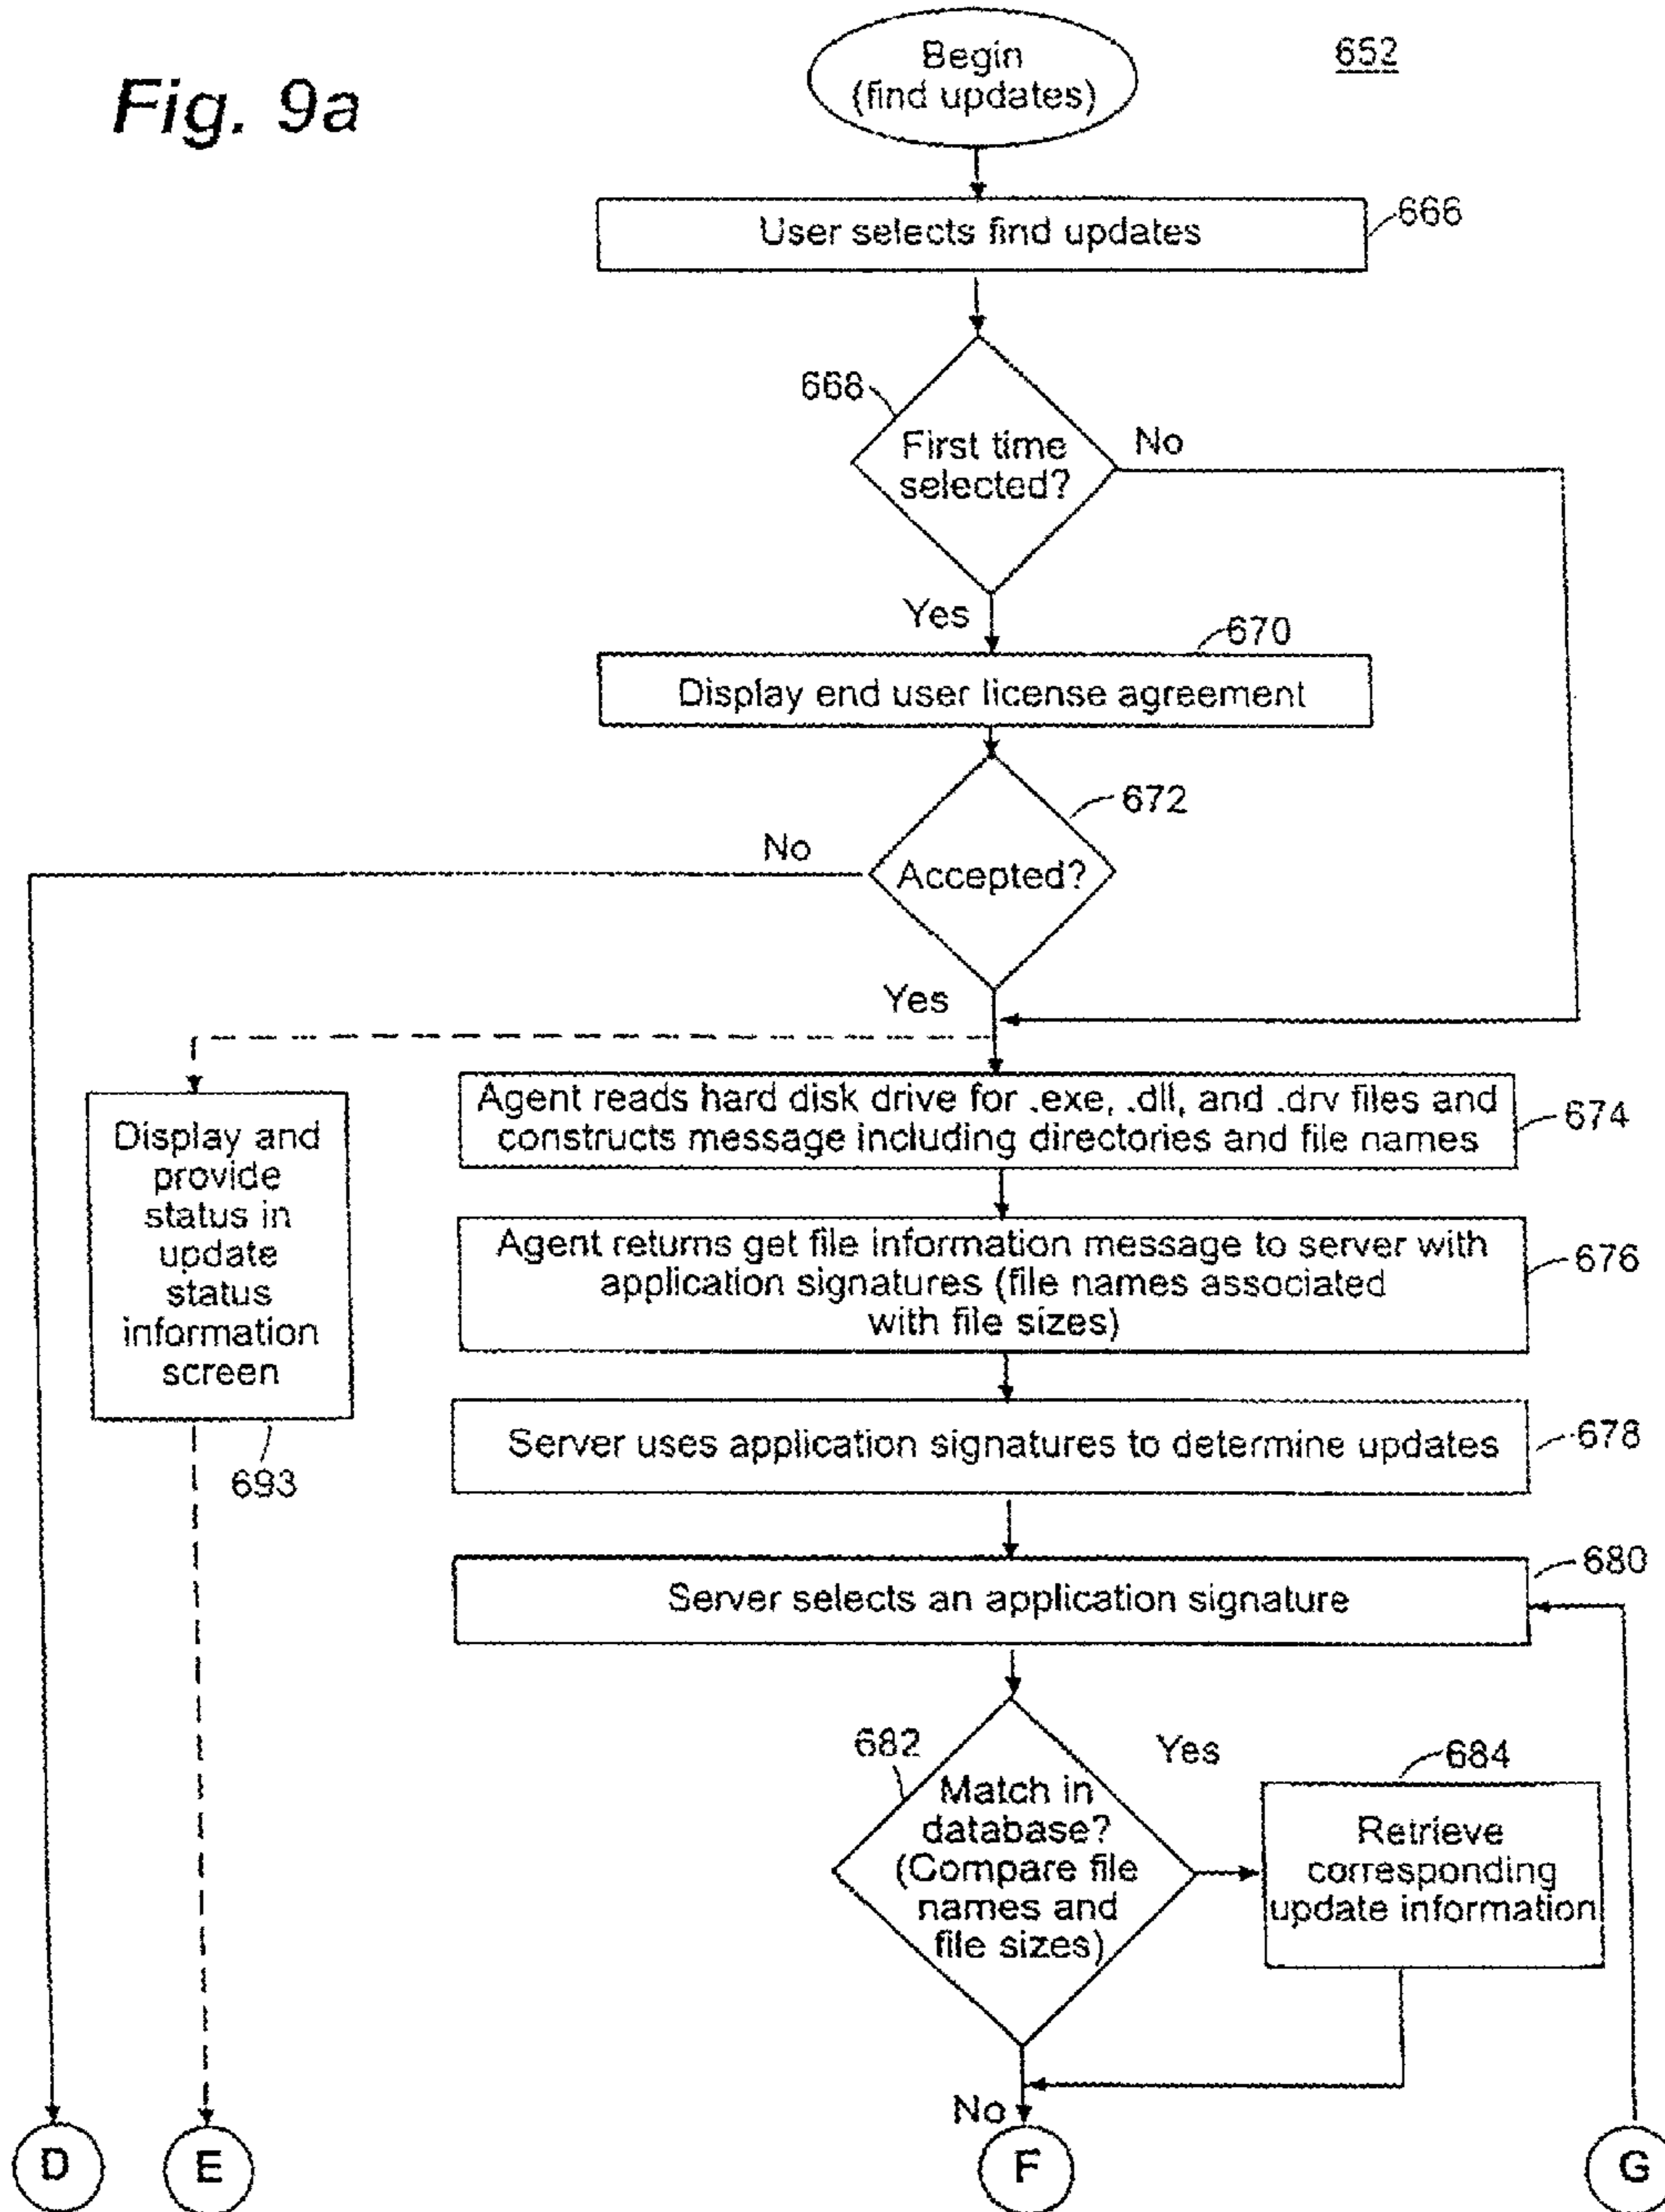 Fig. 9a
652
Begin
(find updates)
User selects find updates
666
668
First time
selected?
No
Yes
670
Display end user license agreement
672
No
Accepted?
Yes
Agent reads hard disk drive for .exe, .dll, and .drv files and
constructs message including directories and file names
674
Display and
provide
status in
update
status
information
screen
693
Agent returns get file information message to server with
application signatures (file names associated
with file sizes)
676
Server uses application signatures to determine updates
678
Server selects an application signature
680
682
Match in
database?
(Compare file
names and
file sizes)
Yes
684
Retrieve
corresponding
update information
No
D
E
F
G